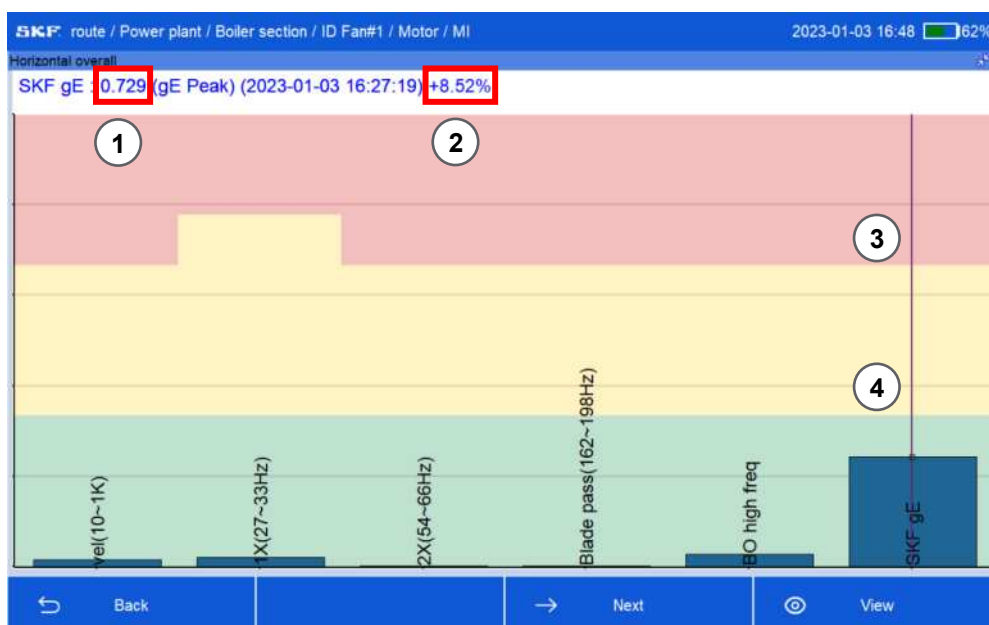 SKF. route / Power plant / Boiler section / ID Fan#1 / Motor / MI
2023-01-03 16:48 62%
Horizontal overall
SKF gE : 0.729 (gE Peak) (2023-01-03 16:27:19) +8.52%
1
2
3
4
vel(10~1K)
1X(27~33Hz)
2X(54~66Hz)
Blade pass(162~198Hz)
BO high freq
SKF gE
Back
Next
View